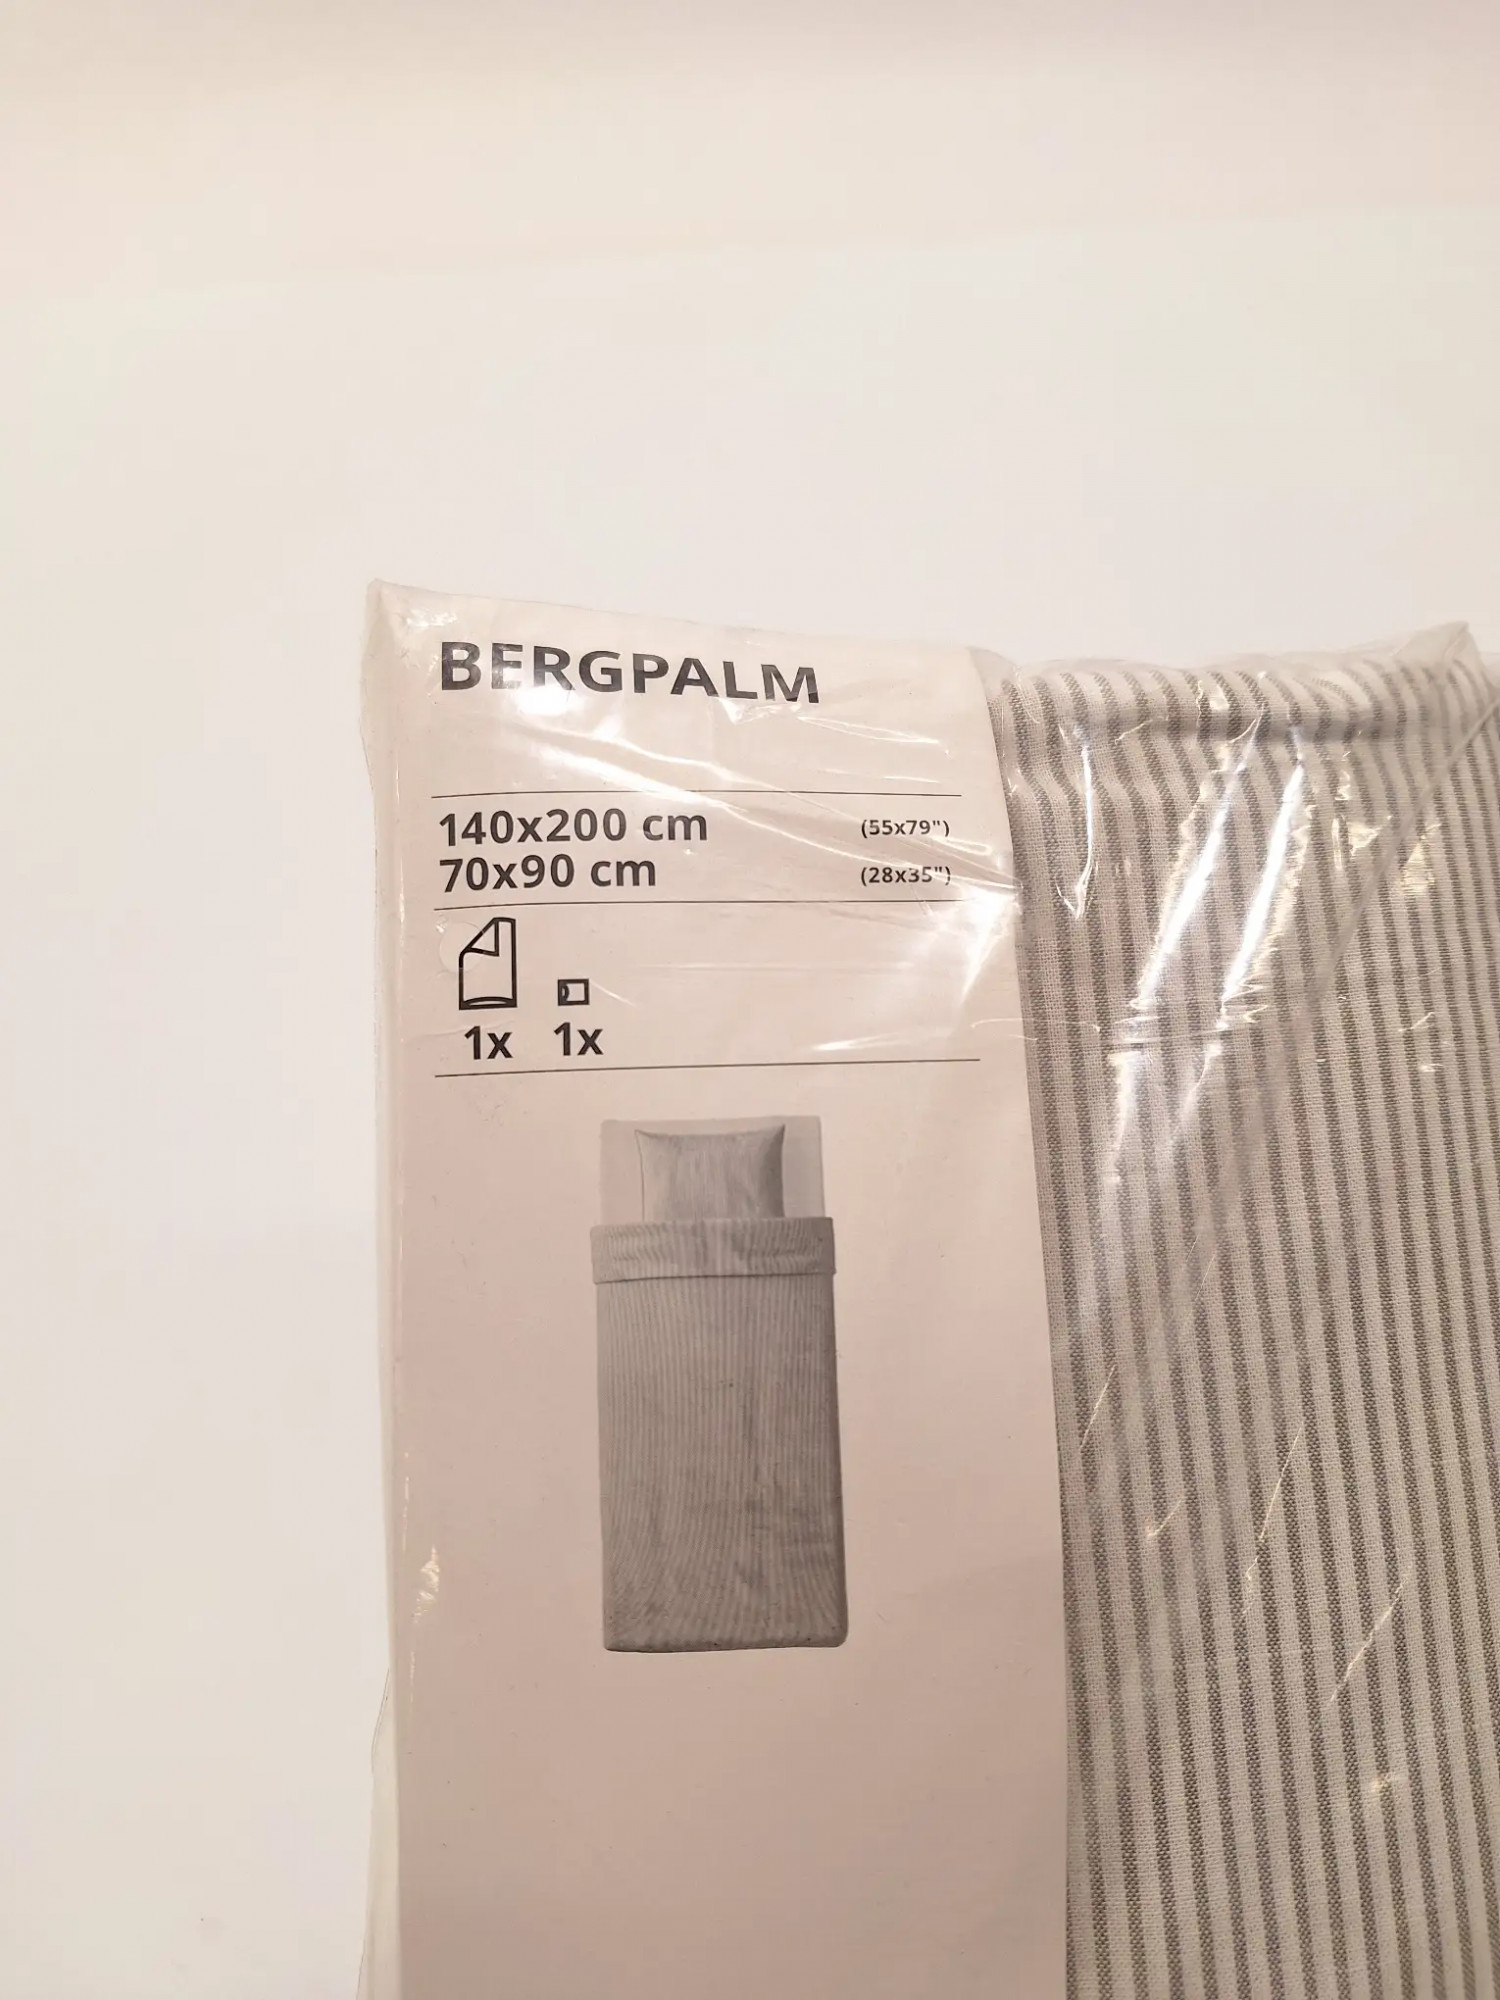 BERGPALM
140x200 cm (55x79")
70x90 cm (28x35")
1x 1x